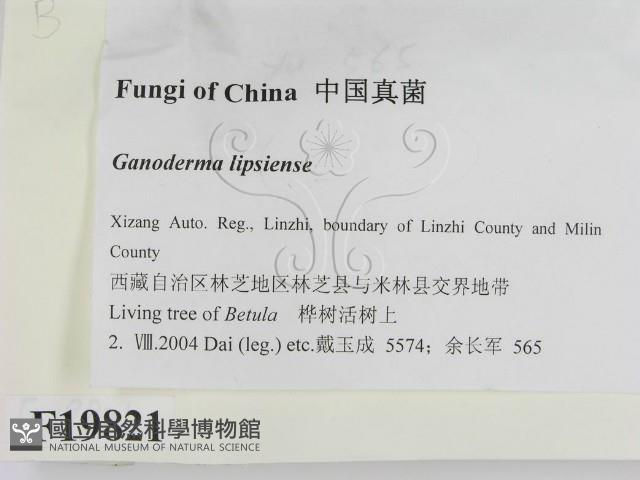 B
Fungi of China 中国真菌
Ganoderma lipsiense
Xizang Auto. Reg., Linzhi, boundary of Linzhi County and Milin
County
西藏自治区林芝地区林芝县与米林县交界地带
Living tree of Betula 桦树活树上
2. Ⅷ.2004 Dai (leg.) etc.戴玉成 5574；余长军 565
F19821
國立自然科學博物館
NATIONAL MUSEUM OF NATURAL SCIENCE